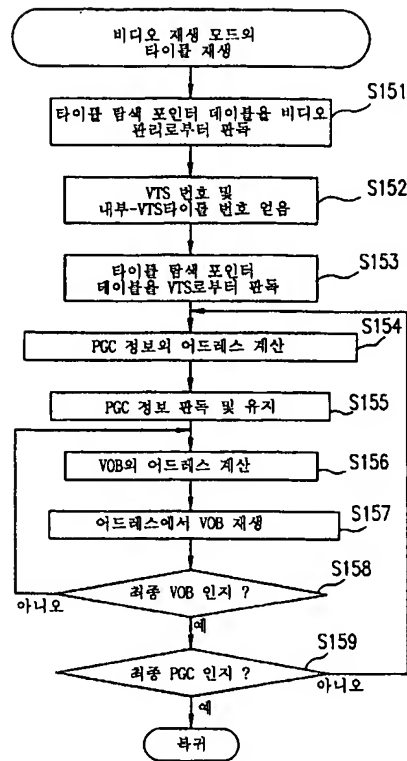 비디오 재생 모드의
타이틀 재생
S151
타이틀 탐색 포인터 데이블을 비디오
관리로부터 판독
S152
VTS 번호 및
내부-VTS타이틀 번호 얻음
S153
타이틀 탐색 포인터
테이블을 VTS로부터 판독
S154
PGC 정보의 어드레스 계산
S155
PGC 정보 판독 및 유지
S156
VOB의 어드레스 계산
S157
어드레스에서 VOB 재생
S158
최종 VOB 인지 ?
아니오
예
S159
최종 PGC 인지 ?
아니오
예
복귀